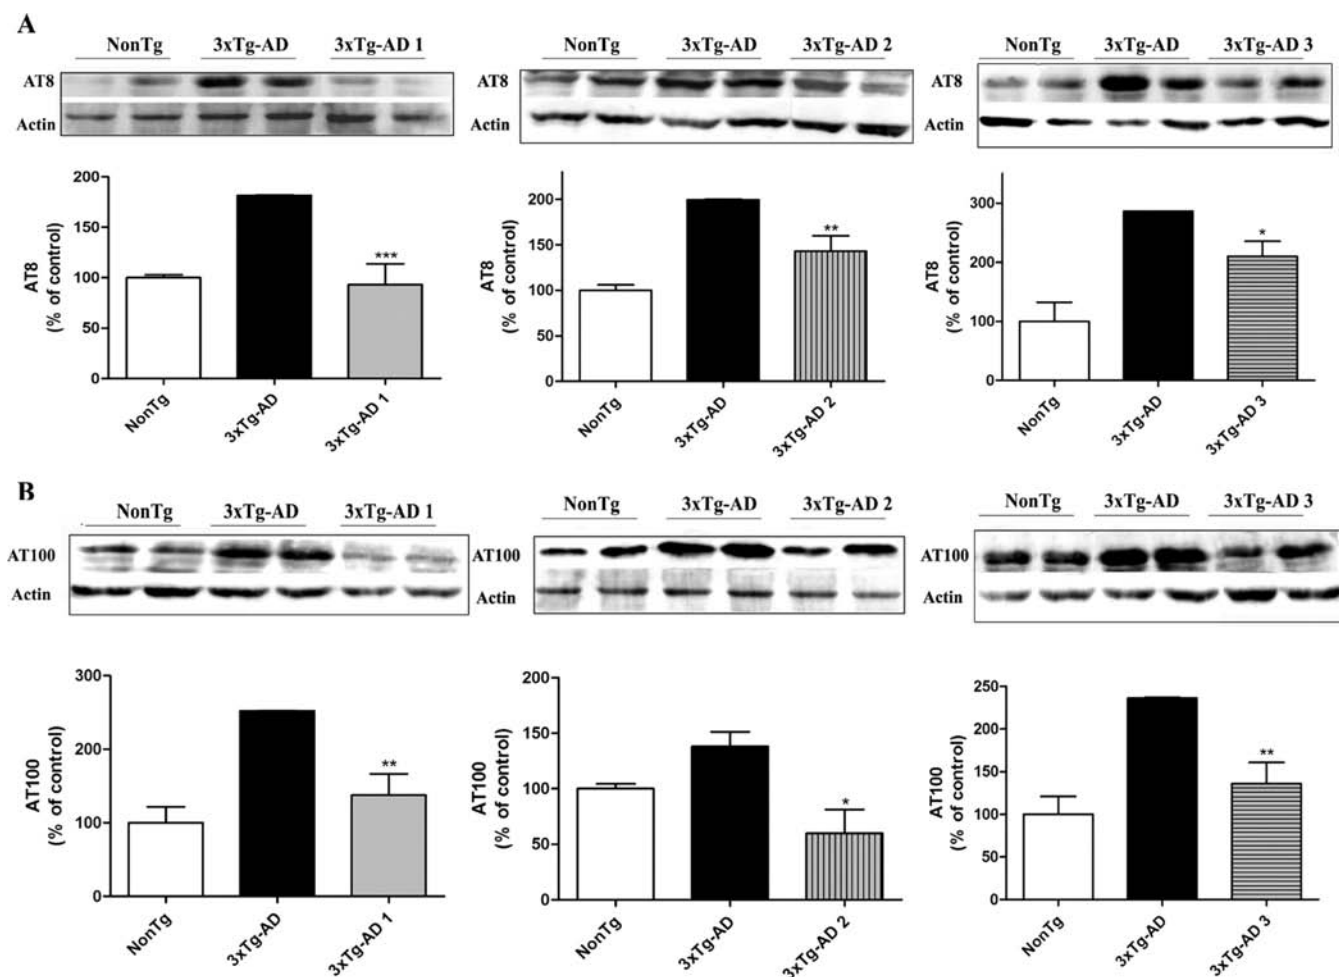 A
NonTg 3xTg-AD 3xTg-AD 1
AT8
Actin
NonTg 3xTg-AD 3xTg-AD 2
AT8
Actin
NonTg 3xTg-AD 3xTg-AD 3
AT8
Actin
AT8
(% of control)
200
150
100
50
0
***
NonTg
3xTg-AD
3xTg-AD 1
AT8
(% of control)
200
150
100
50
0
**
NonTg
3xTg-AD
3xTg-AD 2
AT8
(% of control)
300
200
100
0
*
NonTg
3xTg-AD
3xTg-AD 3
B
NonTg 3xTg-AD 3xTg-AD 1
AT100
Actin
NonTg 3xTg-AD 3xTg-AD 2
AT100
Actin
NonTg 3xTg-AD 3xTg-AD 3
AT100
Actin
AT100
(% of control)
300
200
100
0
**
NonTg
3xTg-AD
3xTg-AD 1
AT100
(% of control)
200
150
100
50
0
*
NonTg
3xTg-AD
3xTg-AD 2
AT100
(% of control)
250
200
150
100
50
0
**
NonTg
3xTg-AD
3xTg-AD 3